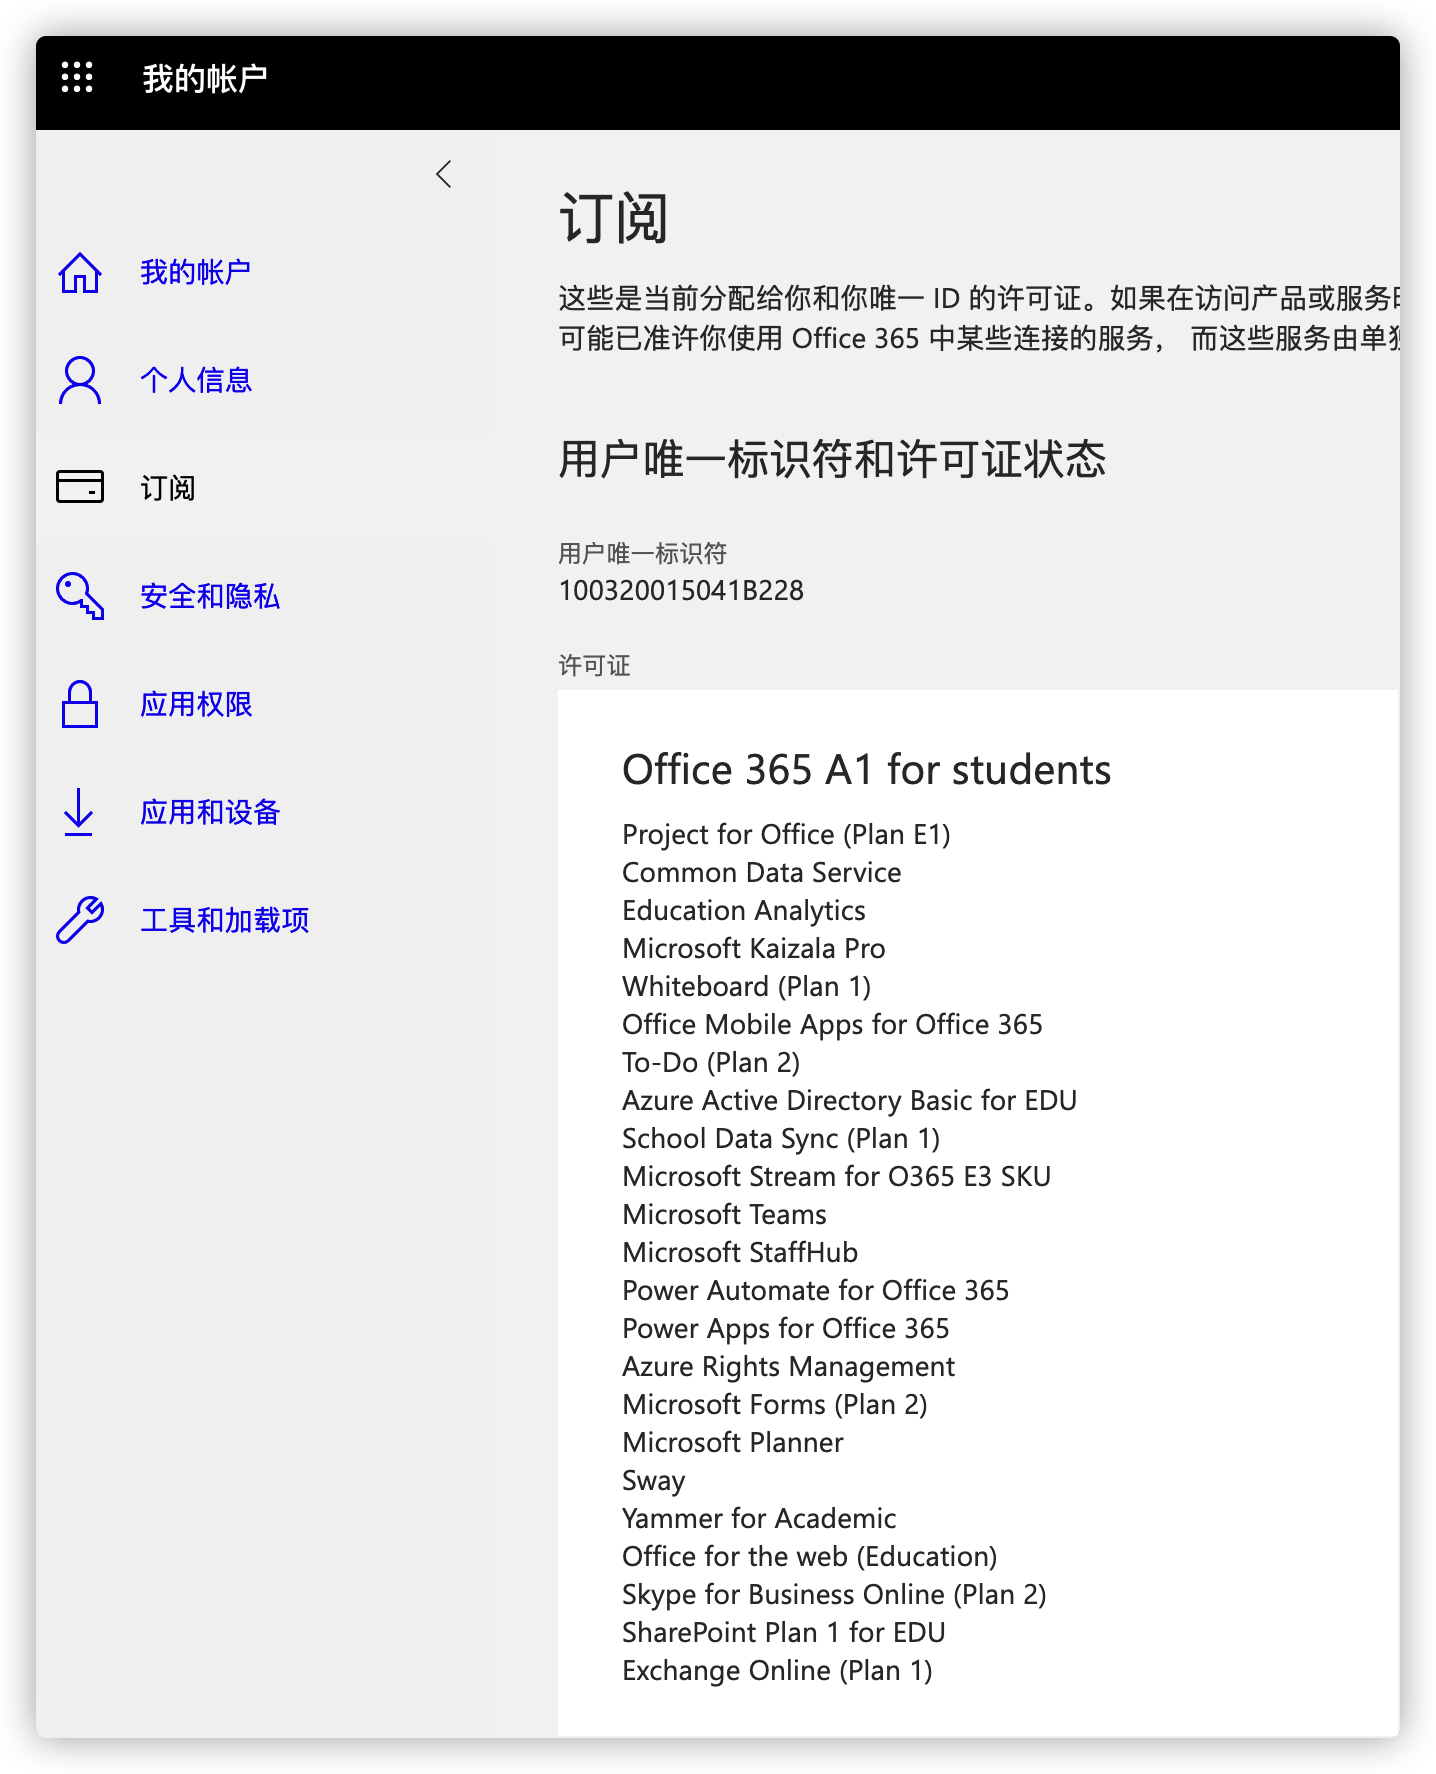 我的帐户
我的帐户
个人信息
订阅
安全和隐私
应用权限
应用和设备
工具和加载项
订阅
这些是当前分配给你和你唯一 ID 的许可证。如果在访问产品或服务
可能已准许你使用 Office 365 中某些连接的服务， 而这些服务由单
用户唯一标识符和许可证状态
用户唯一标识符
100320015041B228
许可证
Office 365 A1 for students
Project for Office (Plan E1)
Common Data Service
Education Analytics
Microsoft Kaizala Pro
Whiteboard (Plan 1)
Office Mobile Apps for Office 365
To-Do (Plan 2)
Azure Active Directory Basic for EDU
School Data Sync (Plan 1)
Microsoft Stream for O365 E3 SKU
Microsoft Teams
Microsoft StaffHub
Power Automate for Office 365
Power Apps for Office 365
Azure Rights Management
Microsoft Forms (Plan 2)
Microsoft Planner
Sway
Yammer for Academic
Office for the web (Education)
Skype for Business Online (Plan 2)
SharePoint Plan 1 for EDU
Exchange Online (Plan 1)